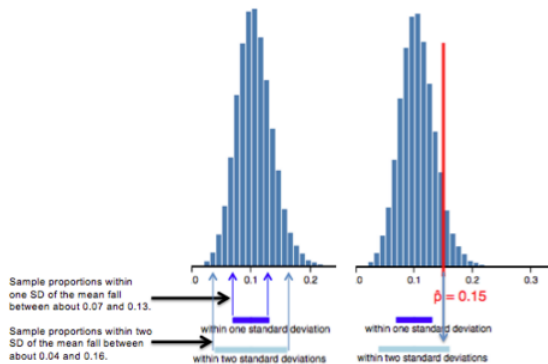 0 0.1 0.2
0 0.1 0.2 0.3
p̂ = 0.15
Sample proportions within
one SD of the mean fall
between about 0.07 and 0.13.
within one standard deviation
within one standard deviation
Sample proportions within two
SD of the mean fall between
about 0.04 and 0.16.
within two standard deviations
within two standard deviations